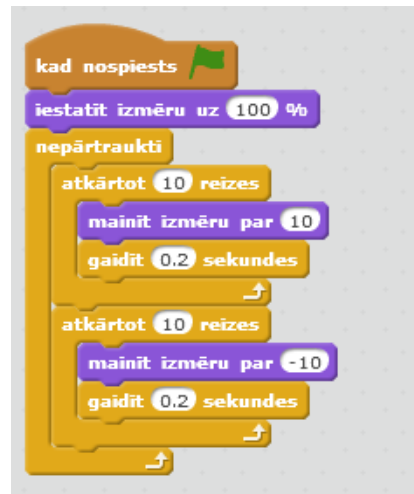 kad nospiests
iestatīt izmēru uz 100 %
nepārtraukti
atkārtot 10 reizes
mainīt izmēru par 10
gaidīt 0.2 sekundes
atkārtot 10 reizes
mainīt izmēru par -10
gaidīt 0.2 sekundes